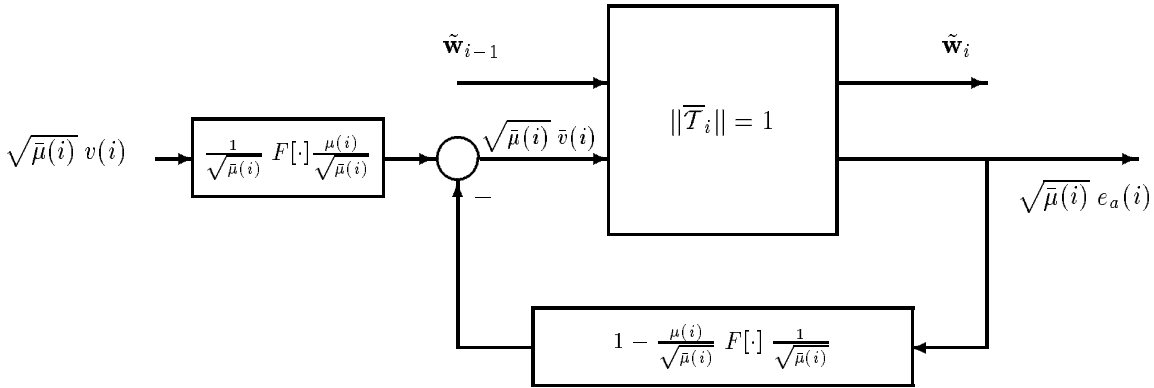 w̃_{i−1}
w̃_i
√μ̄(i) v(i)
1/√μ̄(i) F[·] μ(i)/√μ̄(i)
√μ̄(i) v̄(i)
||𝒯̅_i|| = 1
−
√μ̄(i) e_a(i)
1 − μ(i)/√μ̄(i) F[·] 1/√μ̄(i)